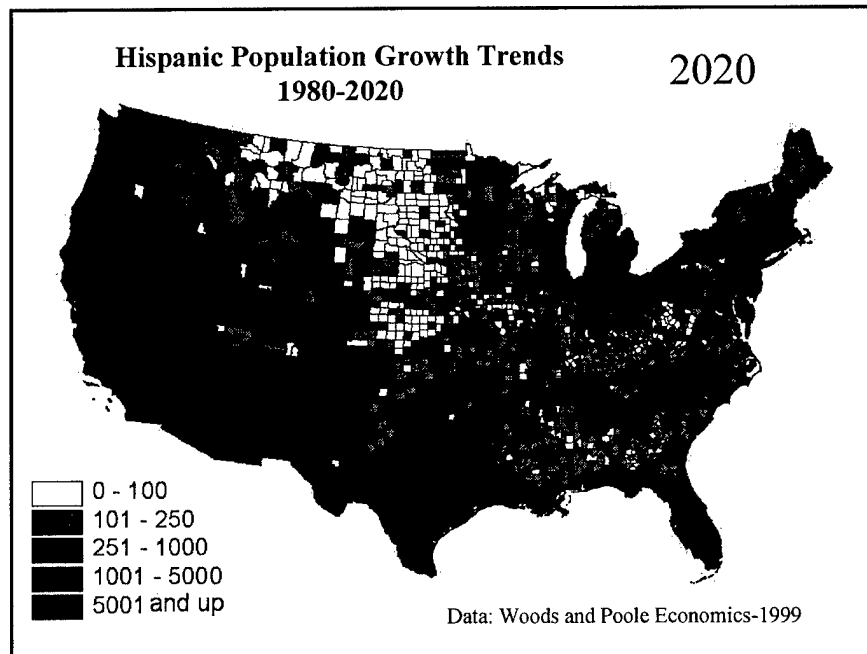 Hispanic Population Growth Trends
1980-2020
2020
0 - 100
101 - 250
251 - 1000
1001 - 5000
5001 and up
Data: Woods and Poole Economics-1999